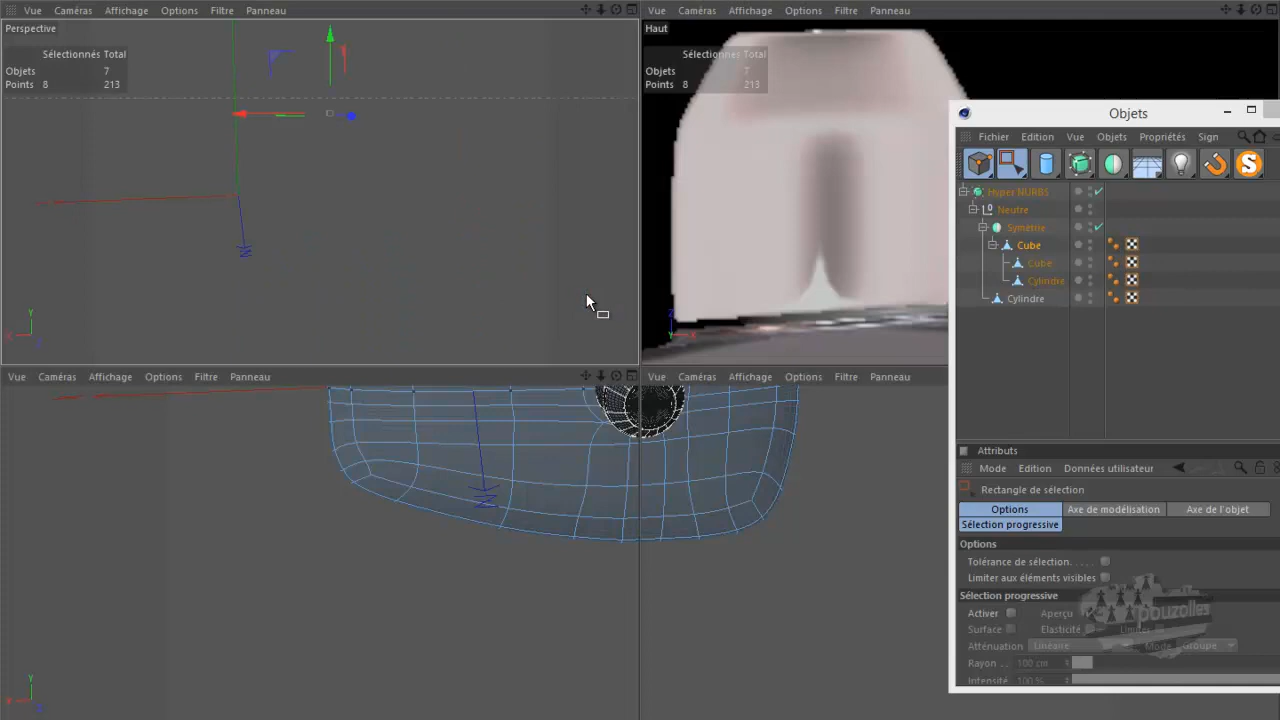 Vue Caméras Affichage Options Filtre Panneau
Perspective
Sélectionnés Total
Objets 7
Points 8 213
X
Y
Vue Caméras Affichage Options Filtre Panneau
Haut
Sélectionnés Total
Objets 7
Points 8 213
Z
Y X
Caméras Affichage Options Filtre Panneau
Vue
Y
Vue Caméras Affichage Options Filtre Panneau
Objets
Fichier Edition Vue Objets Propriétés Sign
Hyper NURBS
Neutre
Symétrie
Cube
Cube
Cylindre
Cylindre
Attributs
Mode Edition Données utilisateur
Rectangle de sélection
Options Axe de modélisation Axe de l'objet
Sélection progressive
Options
Tolérance de sélection. . . . .
Limiter aux éléments visibles
Sélection progressive
Activer Aperçu
Surface Elasticité Limites
Atténuation Linéaire Mode Groupe
Rayon . . . 100 cm
Intensité 100 %
pouzolles